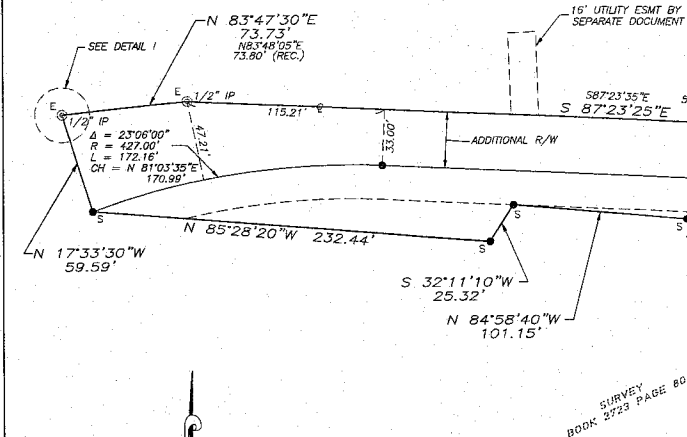 16' UTILITY ESMT BY
SEPARATE DOCUMENT
N 83°47'30"E
73.73'
N83°48'05"E
73.80' (REC.)
SEE DETAIL 1
E
1/2" IP
E
1/2" IP
115.21'
E
S87°23'35"E
S 87°23'25"E
5
Δ = 23°06'00"
R = 427.00'
L = 172.16'
CH = N 81°03'35"E
170.99'
47.21'
33.00'
ADDITIONAL R/W
S
S
S
S
N 85°28'20"W 232.44'
N 17°33'30"W
59.59'
S 32°11'10"W
25.32'
N 84°58'40"W
101.15'
SURVEY
BOOK 3723 PAGE 80